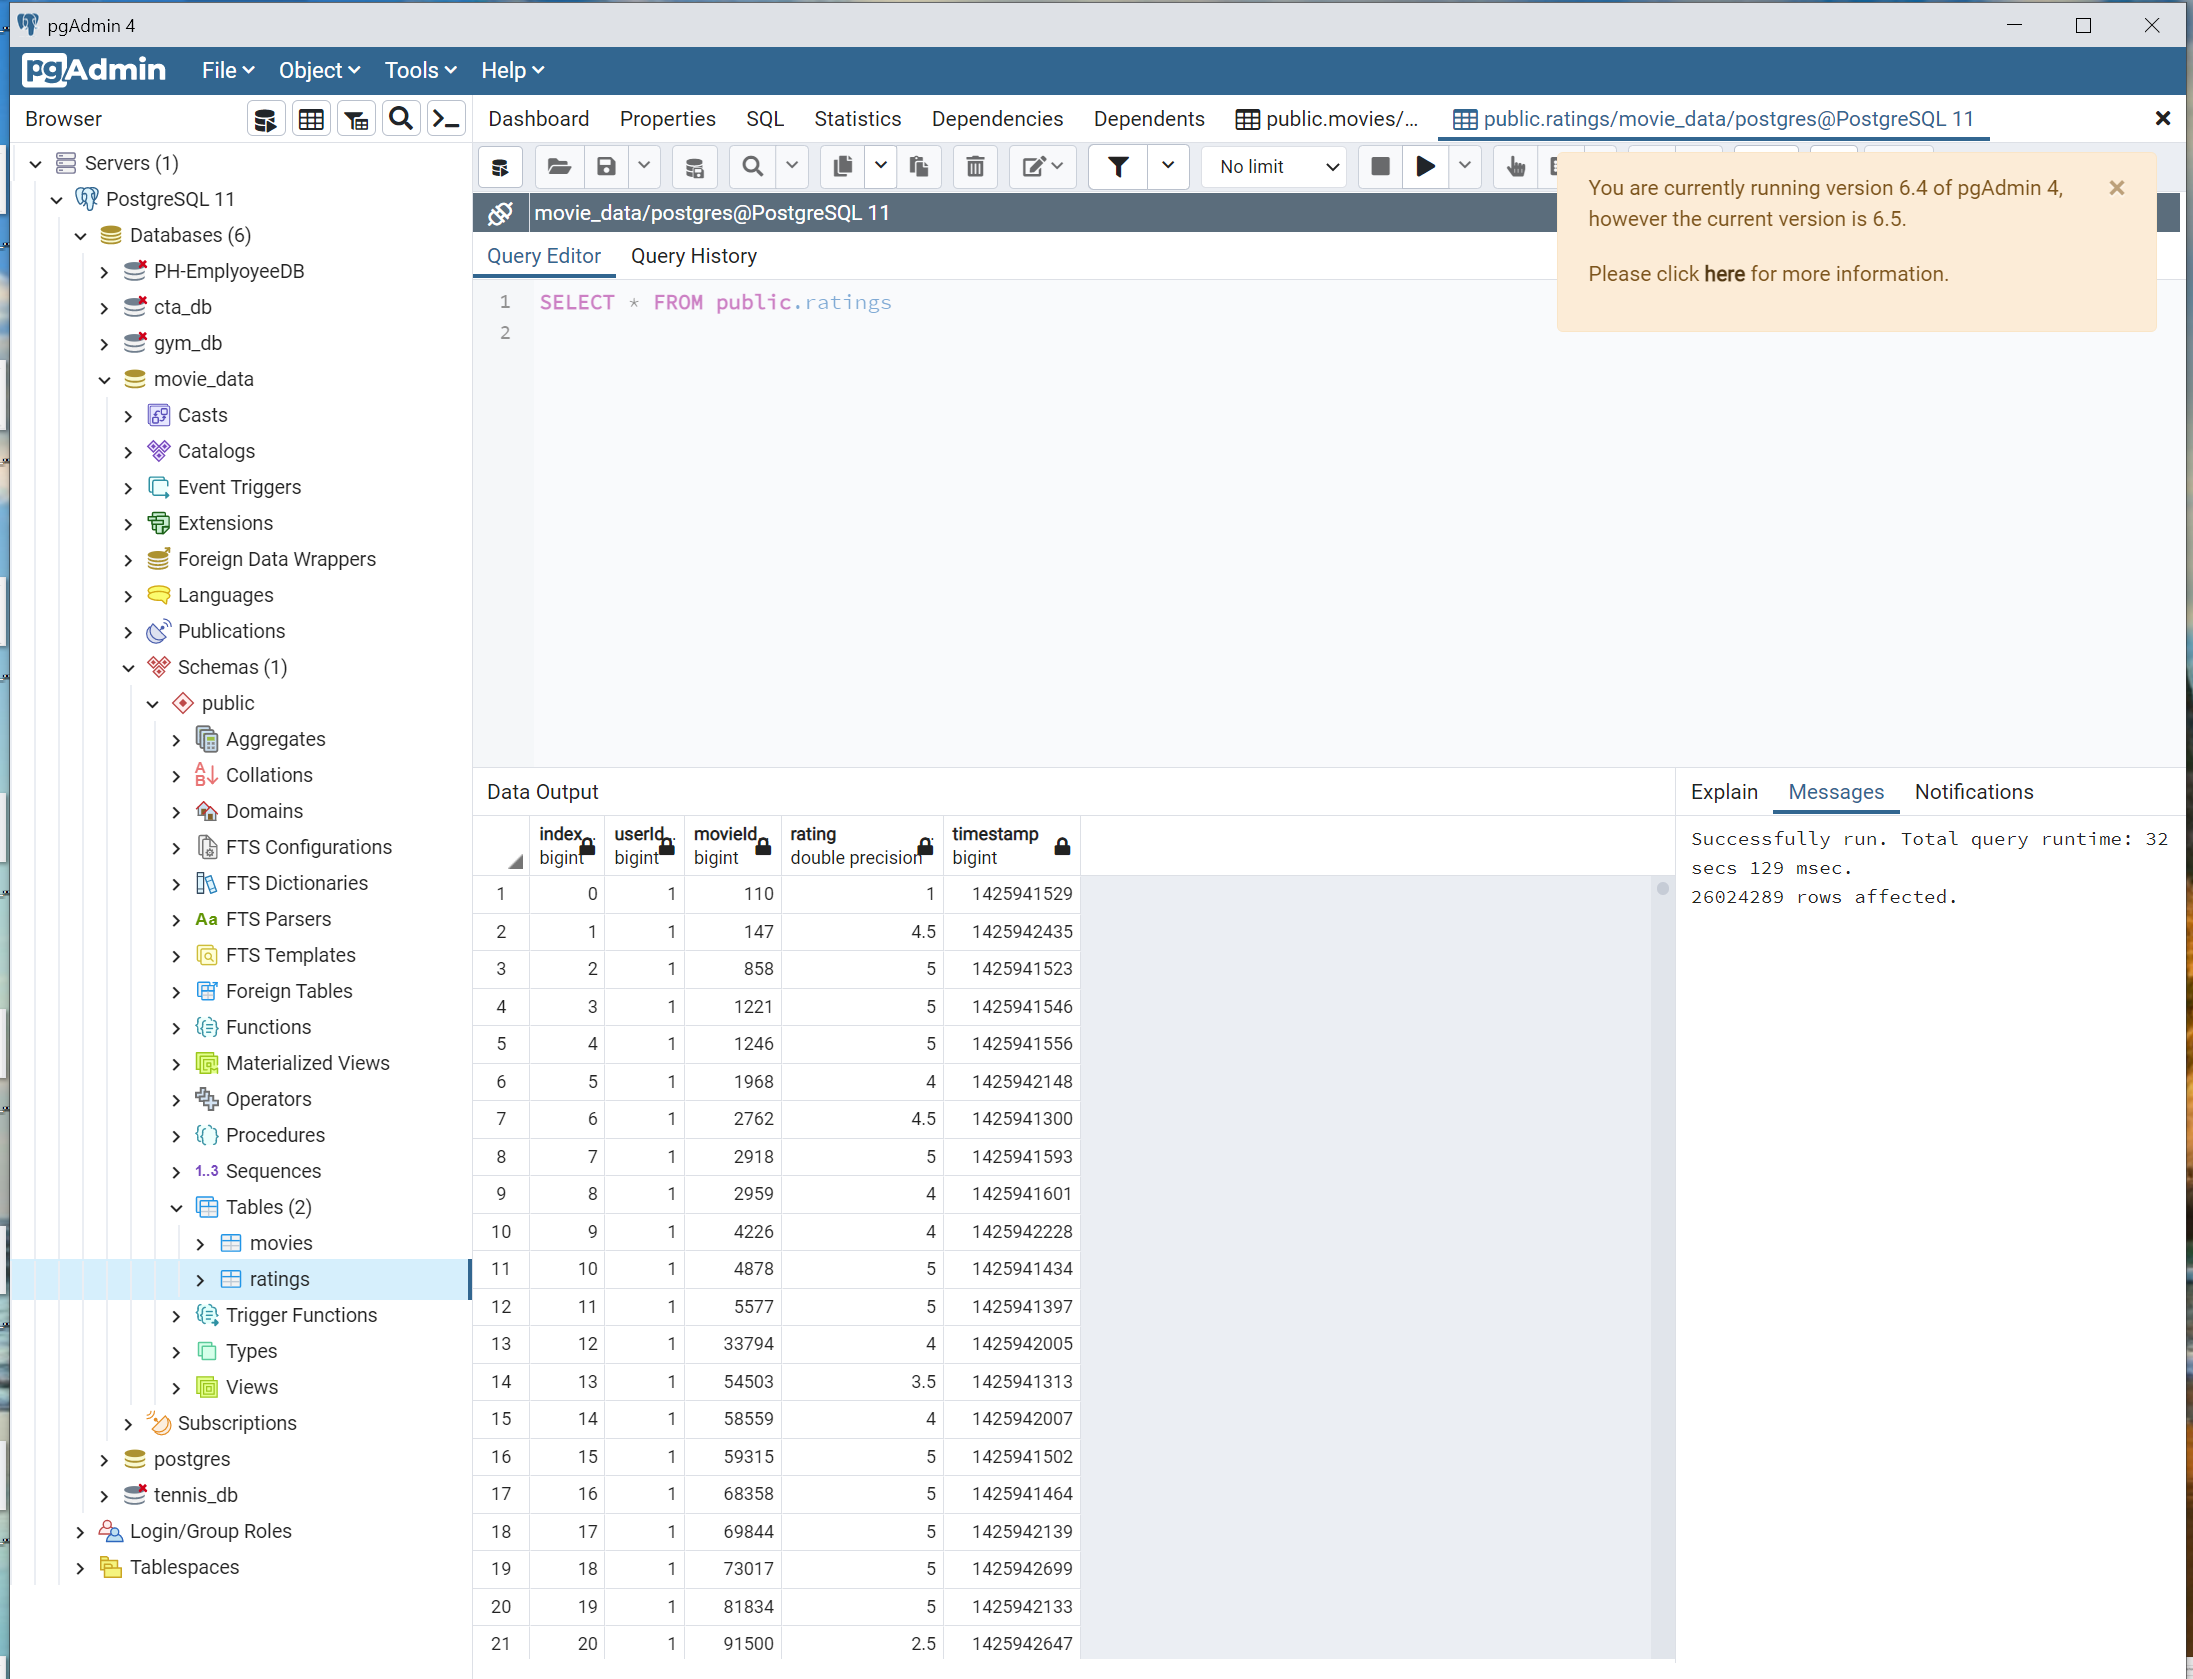 pgAdmin 4
pgAdmin File Object Tools Help
Browser
Dashboard Properties SQL Statistics Dependencies Dependents public.movies/... public.ratings/movie_data/postgres@PostgreSQL 11
No limit
You are currently running version 6.4 of pgAdmin 4,
however the current version is 6.5.
Please click here for more information.
movie_data/postgres@PostgreSQL 11
Query Editor Query History
1 SELECT * FROM public.ratings
2
Servers (1)
PostgreSQL 11
Databases (6)
PH-EmplyoyeeDB
cta_db
gym_db
movie_data
Casts
Catalogs
Event Triggers
Extensions
Foreign Data Wrappers
Languages
Publications
Schemas (1)
public
Aggregates
Collations
Domains
FTS Configurations
FTS Dictionaries
Aa FTS Parsers
FTS Templates
Foreign Tables
Functions
Materialized Views
Operators
Procedures
1..3 Sequences
Tables (2)
movies
ratings
Trigger Functions
Types
Views
Subscriptions
postgres
tennis_db
Login/Group Roles
Tablespaces
Data Output
index userId movieId rating timestamp
bigint bigint bigint double precision bigint
1 0 1 110 1 1425941529
2 1 1 147 4.5 1425942435
3 2 1 858 5 1425941523
4 3 1 1221 5 1425941546
5 4 1 1246 5 1425941556
6 5 1 1968 4 1425942148
7 6 1 2762 4.5 1425941300
8 7 1 2918 5 1425941593
9 8 1 2959 4 1425941601
10 9 1 4226 4 1425942228
11 10 1 4878 5 1425941434
12 11 1 5577 5 1425941397
13 12 1 33794 4 1425942005
14 13 1 54503 3.5 1425941313
15 14 1 58559 4 1425942007
16 15 1 59315 5 1425941502
17 16 1 68358 5 1425941464
18 17 1 69844 5 1425942139
19 18 1 73017 5 1425942699
20 19 1 81834 5 1425942133
21 20 1 91500 2.5 1425942647
Explain Messages Notifications
Successfully run. Total query runtime: 32
secs 129 msec.
26024289 rows affected.